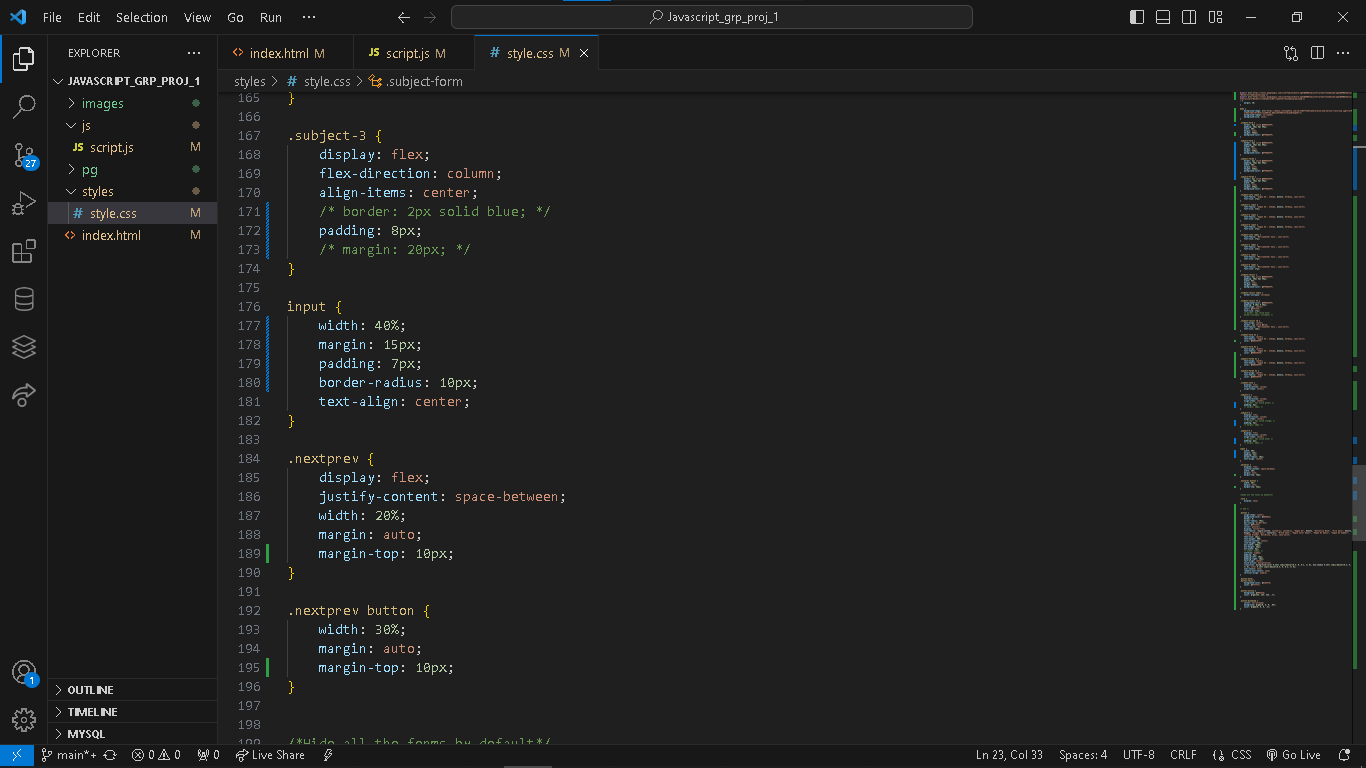 File Edit Selection View Go Run ···
Javascript_grp_proj_1
EXPLORER
JAVASCRIPT_GRP_PROJ_1
images
js
JS script.js M
pg
styles
# style.css M
<> index.html M
27
1
OUTLINE
TIMELINE
MYSQL
<> index.html M JS script.js M # style.css M
styles > # style.css > .subject-form
165 }
166
167 .subject-3 {
168 display: flex;
169 flex-direction: column;
170 align-items: center;
171 /* border: 2px solid blue; */
172 padding: 8px;
173 /* margin: 20px; */
174 }
175
176 input {
177 width: 40%;
178 margin: 15px;
179 padding: 7px;
180 border-radius: 10px;
181 text-align: center;
182 }
183
184 .nextprev {
185 display: flex;
186 justify-content: space-between;
187 width: 20%;
188 margin: auto;
189 margin-top: 10px;
190 }
191
192 .nextprev button {
193 width: 30%;
194 margin: auto;
195 margin-top: 10px;
196 }
197
198
199 /*Hide all the forms by default*/
main*+ 0 0 0 Live Share Ln 23, Col 33 Spaces: 4 UTF-8 CRLF {} CSS Go Live